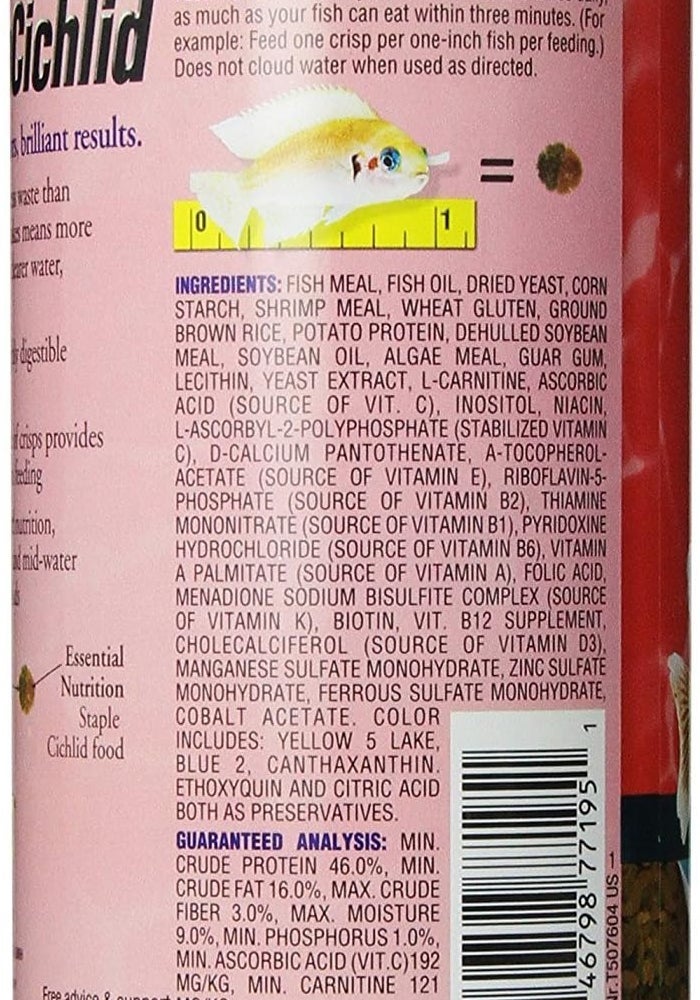 Cichlid
brilliant results.
waste than
means more
water,
digestible
crisps provides
nutrition,
mid-water
Essential
Nutrition
Staple
Cichlid food
as much as your fish can eat within three minutes. (For
example: Feed one crisp per one-inch fish per feeding.)
Does not cloud water when used as directed.
0 1
=
INGREDIENTS: FISH MEAL, FISH OIL, DRIED YEAST, CORN
STARCH, SHRIMP MEAL, WHEAT GLUTEN, GROUND
BROWN RICE, POTATO PROTEIN, DEHULLED SOYBEAN
MEAL, SOYBEAN OIL, ALGAE MEAL, GUAR GUM,
LECITHIN, YEAST EXTRACT, L-CARNITINE, ASCORBIC
ACID (SOURCE OF VIT. C), INOSITOL, NIACIN,
L-ASCORBYL-2-POLYPHOSPHATE (STABILIZED VITAMIN
C), D-CALCIUM PANTOTHENATE, A-TOCOPHEROL-
ACETATE (SOURCE OF VITAMIN E), RIBOFLAVIN-5-
PHOSPHATE (SOURCE OF VITAMIN B2), THIAMINE
MONONITRATE (SOURCE OF VITAMIN B1), PYRIDOXINE
HYDROCHLORIDE (SOURCE OF VITAMIN B6), VITAMIN
A PALMITATE (SOURCE OF VITAMIN A), FOLIC ACID,
MENADIONE SODIUM BISULFITE COMPLEX (SOURCE
OF VITAMIN K), BIOTIN, VIT. B12 SUPPLEMENT,
CHOLECALCIFEROL (SOURCE OF VITAMIN D3),
MANGANESE SULFATE MONOHYDRATE, ZINC SULFATE
MONOHYDRATE, FERROUS SULFATE MONOHYDRATE,
COBALT ACETATE. COLOR
INCLUDES: YELLOW 5 LAKE,
BLUE 2, CANTHAXANTHIN.
ETHOXYQUIN AND CITRIC ACID
BOTH AS PRESERVATIVES.
GUARANTEED ANALYSIS: MIN.
CRUDE PROTEIN 46.0%, MIN.
CRUDE FAT 16.0%, MAX. CRUDE
FIBER 3.0%, MAX. MOISTURE
9.0%, MIN. PHOSPHORUS 1.0%,
MIN. ASCORBIC ACID (VIT.C)192
MG/KG, MIN. CARNITINE 121
Free advice & support
46798 77195 1
T507604 US